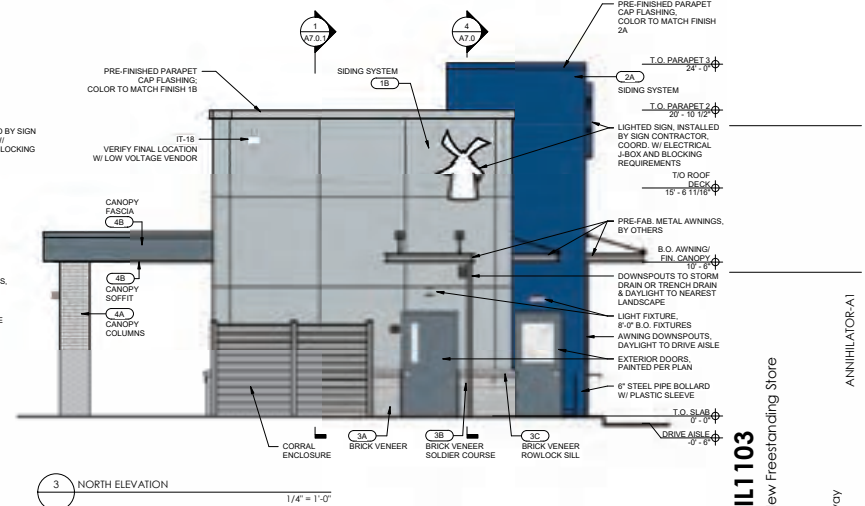 PRE-FINISHED PARAPET
CAP FLASHING,
COLOR TO MATCH FINISH
2A
1
A7.0.1
4
A7.0
T.O. PARAPET 3
24' - 0"
PRE-FINISHED PARAPET
CAP FLASHING;
COLOR TO MATCH FINISH 1B
SIDING SYSTEM
1B
2A
SIDING SYSTEM
T.O. PARAPET 2
20' - 10 1/2"
D BY SIGN
LOCKING
IT-18
VERIFY FINAL LOCATION
W/ LOW VOLTAGE VENDOR
LIGHTED SIGN, INSTALLED
BY SIGN CONTRACTOR,
COORD. W/ ELECTRICAL
J-BOX AND BLOCKING
REQUIREMENTS
T/O ROOF
DECK
15' - 6 11/16"
CANOPY
FASCIA
4B
PRE-FAB. METAL AWNINGS,
BY OTHERS
B.O. AWNING/
FIN. CANOPY
10' - 6"
4B
CANOPY
SOFFIT
4A
CANOPY
COLUMNS
DOWNSPOUTS TO STORM
DRAIN OR TRENCH DRAIN
& DAYLIGHT TO NEAREST
LANDSCAPE
LIGHT FIXTURE,
8'-0" B.O. FIXTURES
AWNING DOWNSPOUTS,
DAYLIGHT TO DRIVE AISLE
EXTERIOR DOORS,
PAINTED PER PLAN
6" STEEL PIPE BOLLARD
W/ PLASTIC SLEEVE
T.O. SLAB
0' - 0"
DRIVE AISLE
-0' - 6"
CORRAL
ENCLOSURE
3A
BRICK VENEER
3B
BRICK VENEER
SOLDIER COURSE
3C
BRICK VENEER
ROWLOCK SILL
3
NORTH ELEVATION
1/4" = 1'-0"
IL1103
ew Freestanding Store
ANNIHILATOR-A1
way